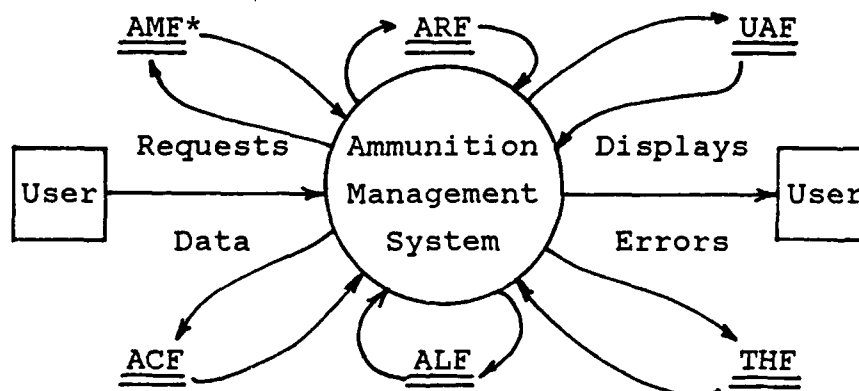 AMF* ARF UAF
Requests Ammunition Displays
User Management User
Data System Errors
ACF ALF THF